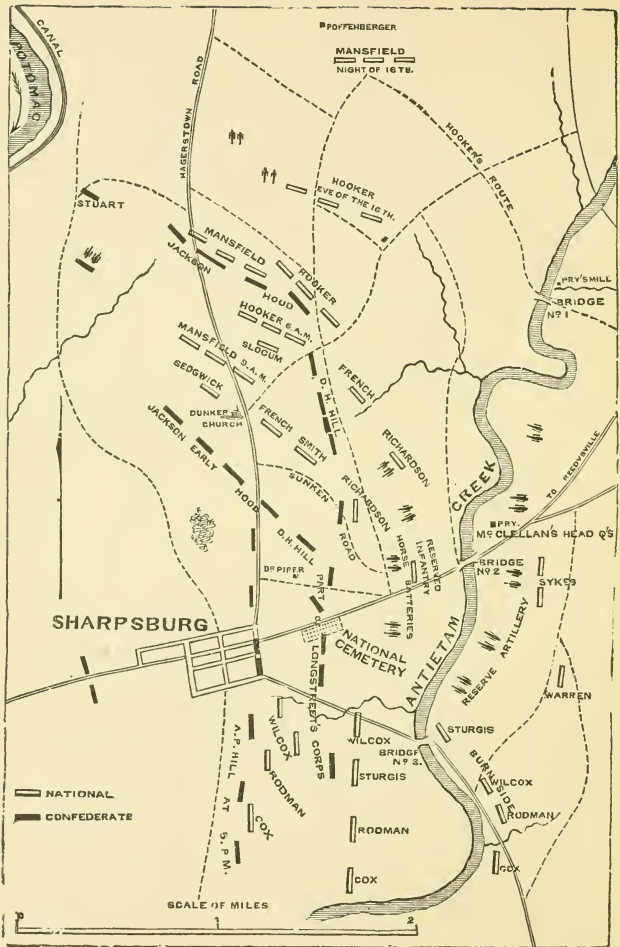 CANAL
POTOMAC
POFFENBERGER
MANSFIELD
NIGHT OF 16TH.
HAGERSTOWN ROAD
HOOKER'S ROUTE
HOOKER
EVE OF THE 16TH.
STUART
MANSFIELD
HOOKER
JACKSON
HOOD
PRY'S MILL
BRIDGE
No 1
HOOKER 6 A.M.
SLOCUM
MANSFIELD 9 A.M.
SEDGWICK
D. H. HILL
FRENCH
DUNKER
CHURCH
FRENCH
SMITH
JACKSON
EARLY
HOOD
RICHARDSON
SUNKEN ROAD
RICHARDSON
CREEK
TO KEEDYSVILLE
PRY.
McCLELLAN'S HEAD Q'S
D.H. HILL
HORSE BATTERIES
RESERVED
INFANTRY
BRIDGE
No 2
SYKES
Dr PIPER
PART OF LONGSTREET'S CORPS
SHARPSBURG
NATIONAL
CEMETERY
ANTIETAM
RESERVE ARTILLERY
WARREN
WILCOX
WILCOX
BRIDGE
No 3.
STURGIS
STURGIS
BURNSIDE
WILCOX
RODMAN
A.P. HILL AT 5. P.M.
RODMAN
COX
RODMAN
COX
COX
NATIONAL
CONFEDERATE
SCALE OF MILES
0 1 2